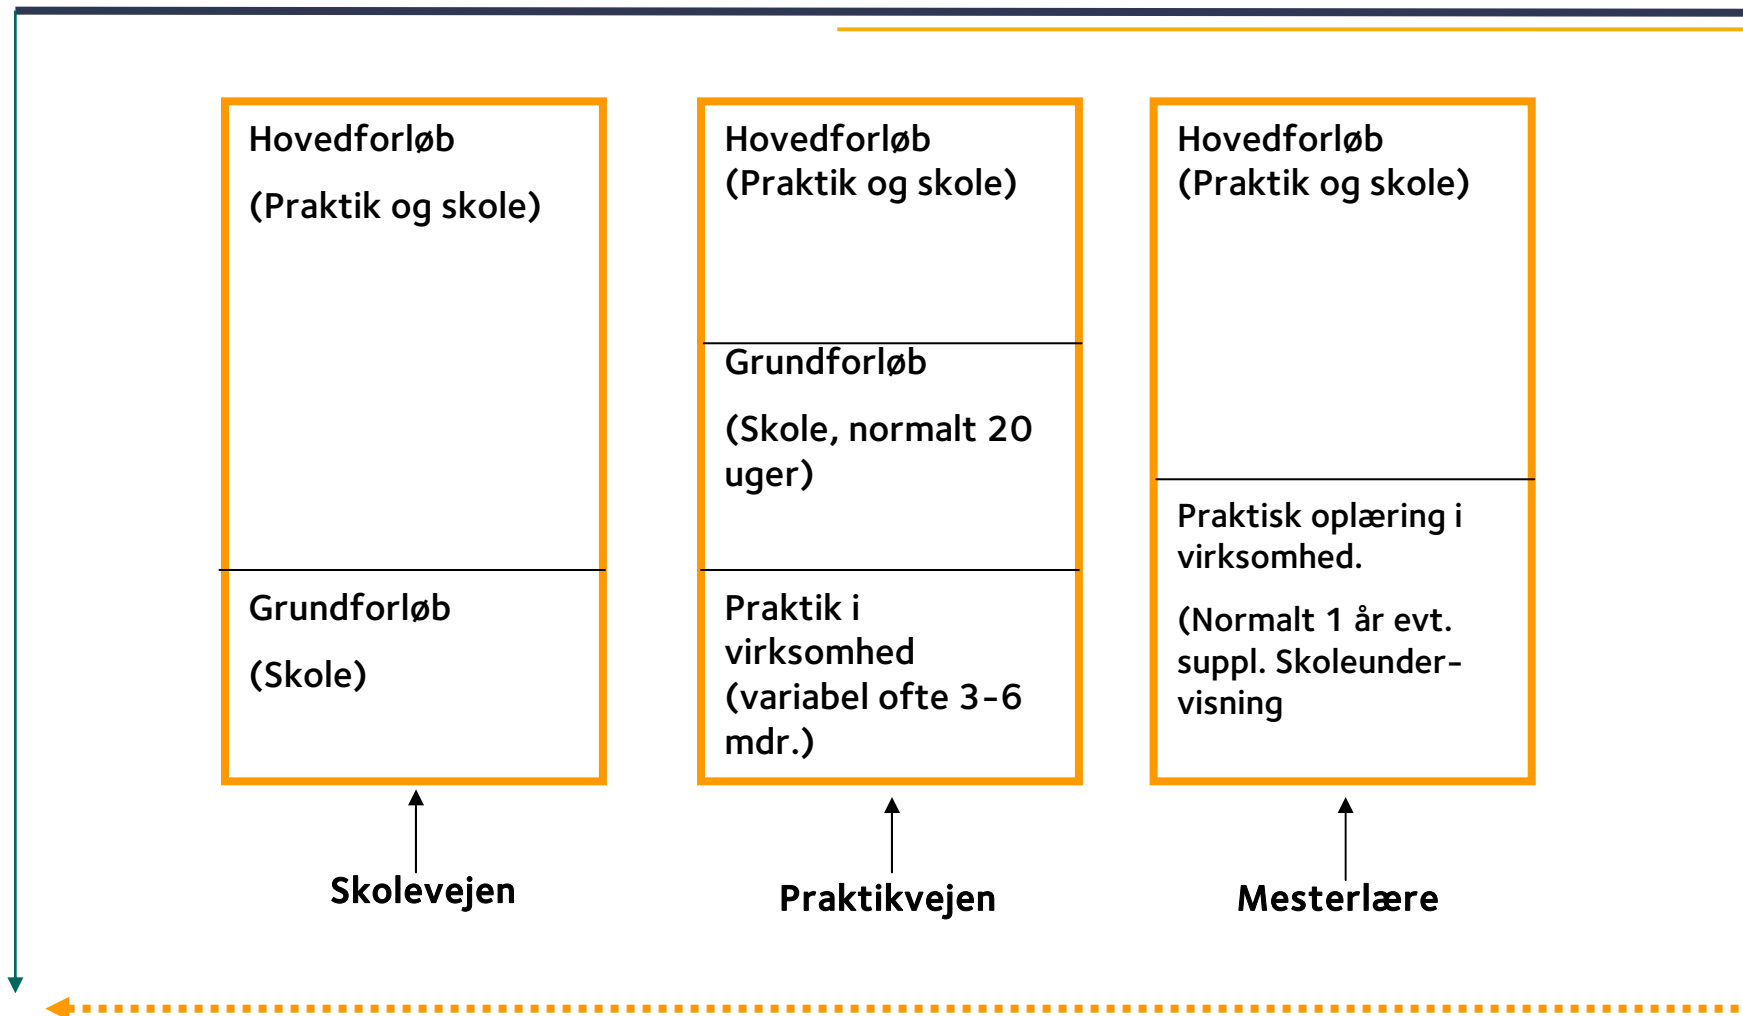 Hovedforløb
(Praktik og skole)
Grundforløb
(Skole)
Skolevejen
Hovedforløb
(Praktik og skole)
Grundforløb
(Skole, normalt 20
uger)
Praktik i
virksomhed
(variabel ofte 3-6
mdr.)
Praktikvejen
Hovedforløb
(Praktik og skole)
Praktisk oplæring i
virksomhed.
(Normalt 1 år evt.
suppl. Skoleunder-
visning
Mesterlære